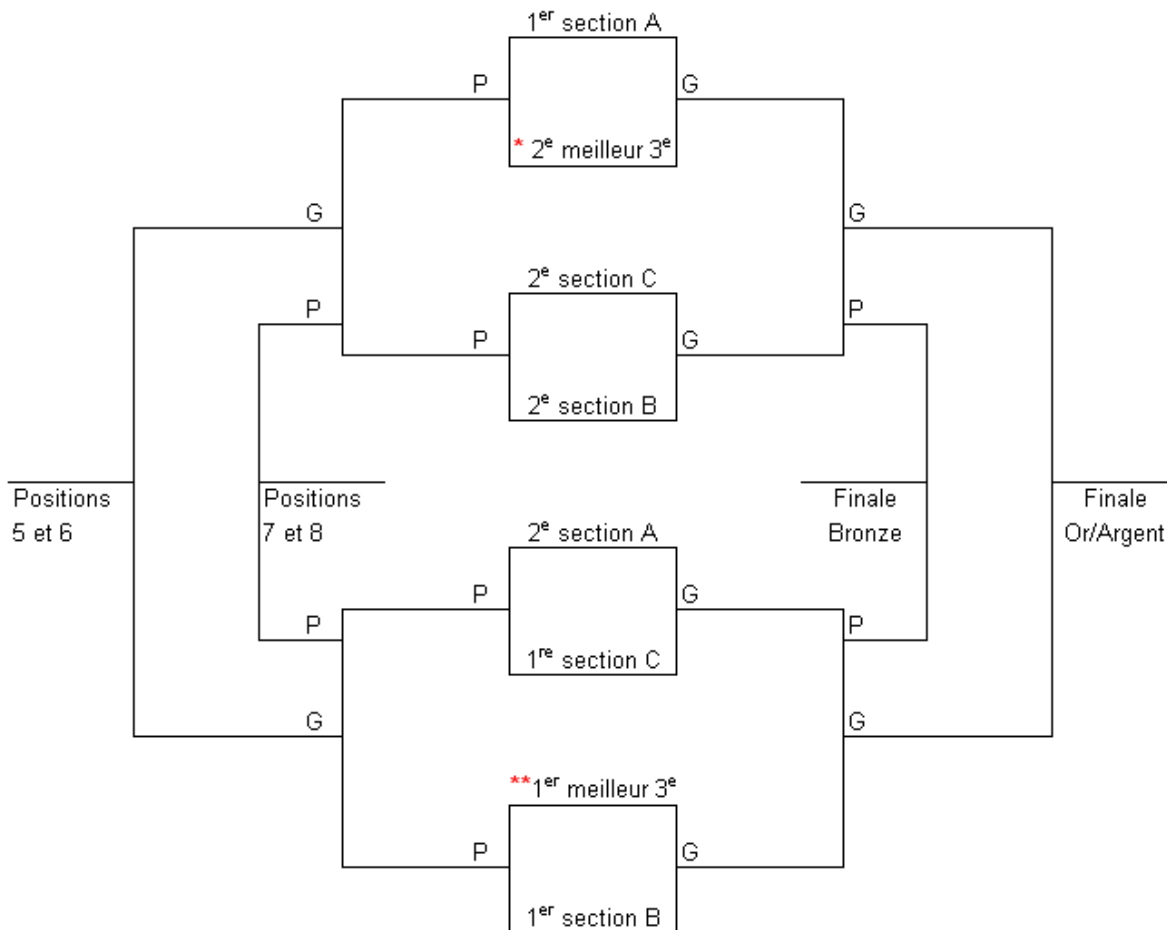 1er section A
P
G
* 2e meilleur 3e
G
G
2e section C
P
P
P
G
2e section B
Positions
5 et 6
Positions
7 et 8
Finale
Bronze
Finale
Or/Argent
2e section A
P
G
P
P
1re section C
G
G
**1er meilleur 3e
P
G
1er section B